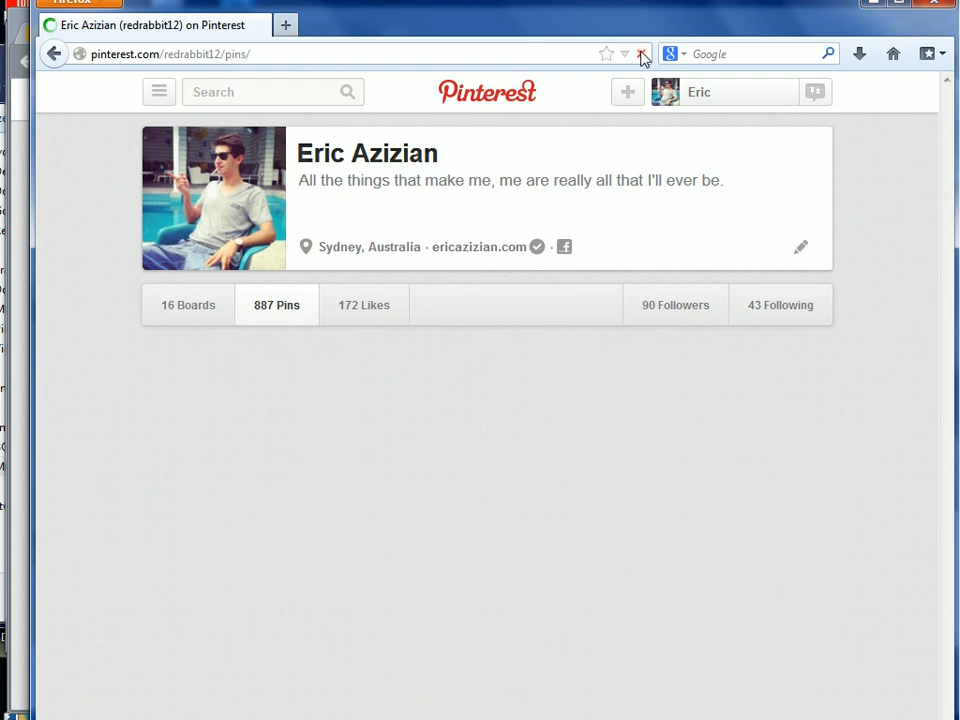 Firefox
Eric Azizian (redrabbit12) on Pinterest
pinterest.com/redrabbit12/pins/
Google
Search
Pinterest
Eric
Eric Azizian
All the things that make me, me are really all that I'll ever be.
Sydney, Australia · ericazizian.com ·
16 Boards
887 Pins
172 Likes
90 Followers
43 Following